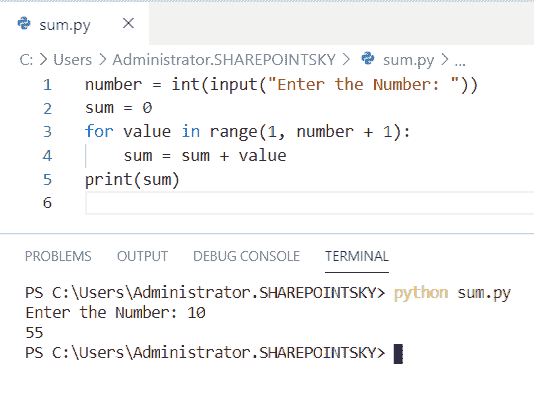 sum.py ×
C: > Users > Administrator.SHAREPOINTSKY > sum.py > ...
1 number = int(input("Enter the Number: "))
2 sum = 0
3 for value in range(1, number + 1):
4     sum = sum + value
5 print(sum)
6
PROBLEMS OUTPUT DEBUG CONSOLE TERMINAL
PS C:\Users\Administrator.SHAREPOINTSKY> python sum.py
Enter the Number: 10
55
PS C:\Users\Administrator.SHAREPOINTSKY>